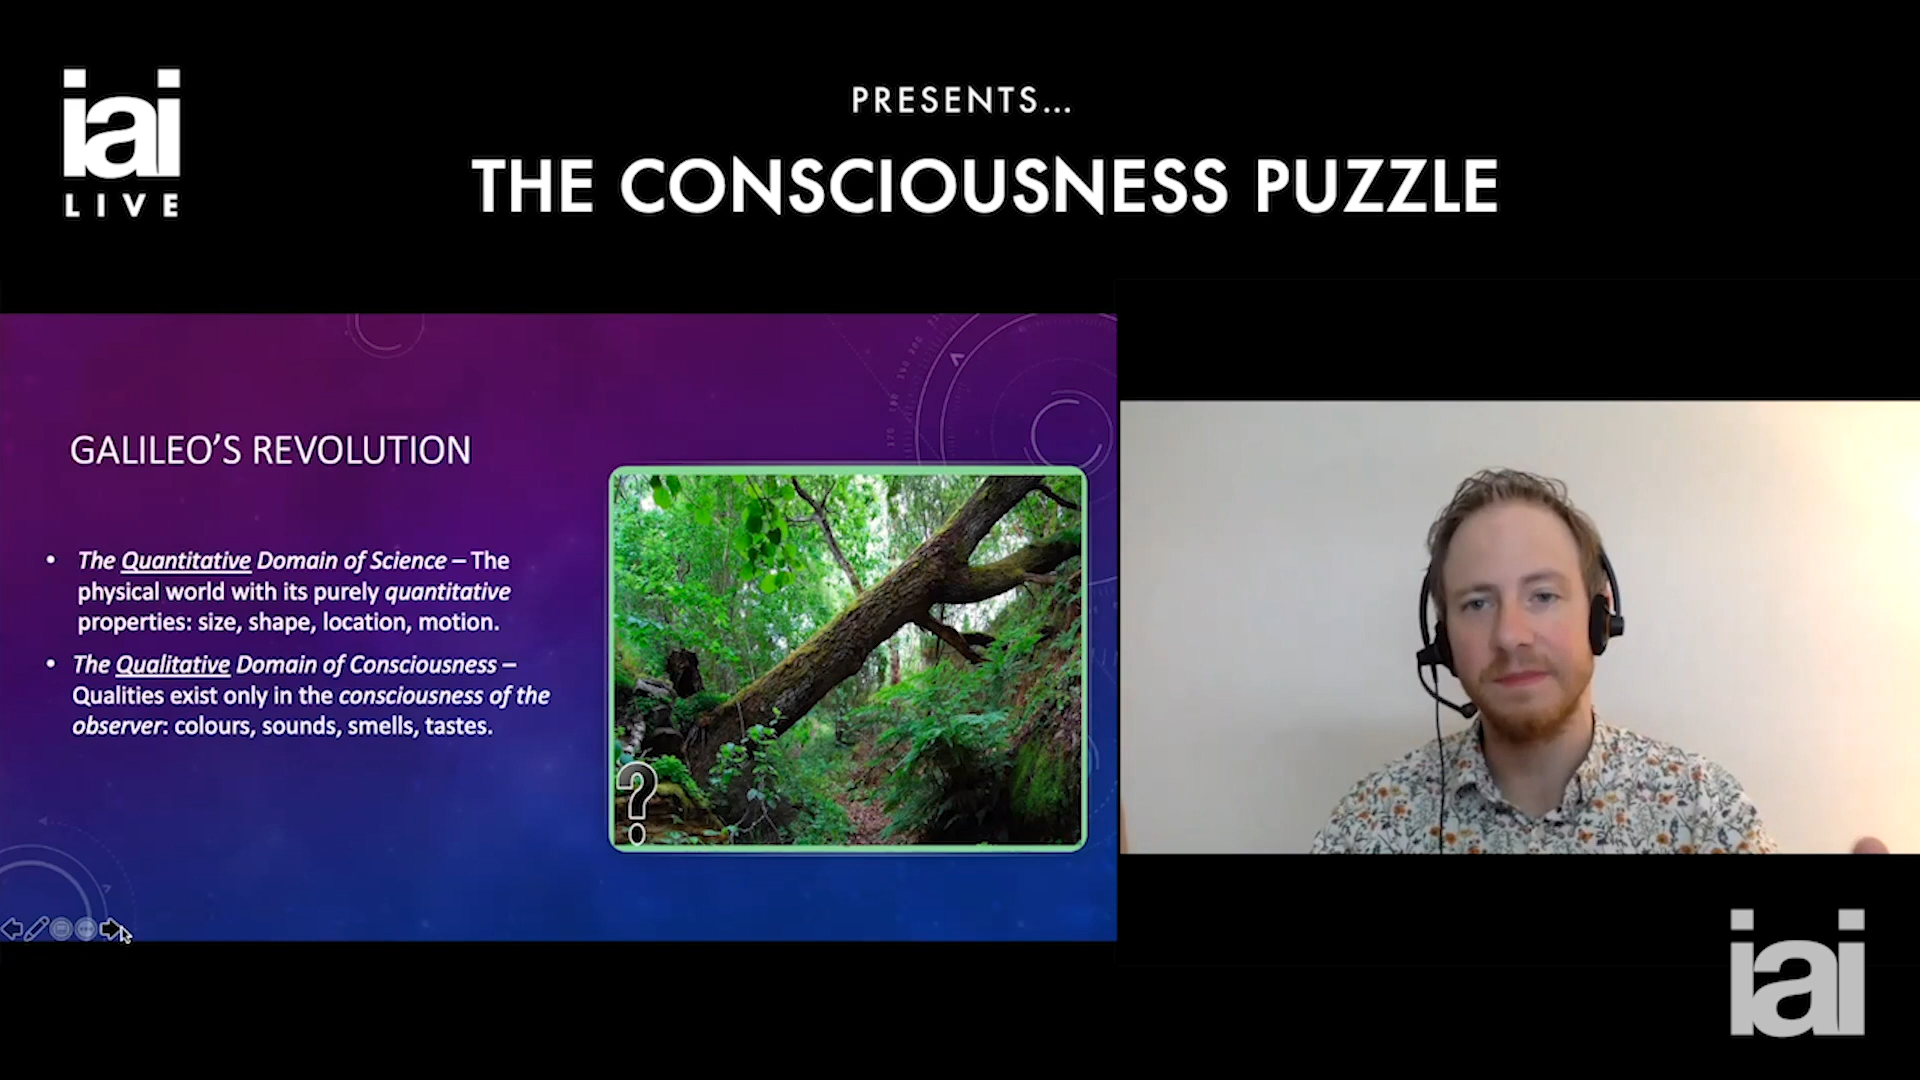 iai
LIVE
PRESENTS...
THE CONSCIOUSNESS PUZZLE
GALILEO'S REVOLUTION
• The Quantitative Domain of Science – The
physical world with its purely quantitative
properties: size, shape, location, motion.
• The Qualitative Domain of Consciousness –
Qualities exist only in the consciousness of the
observer: colours, sounds, smells, tastes.
?
iai